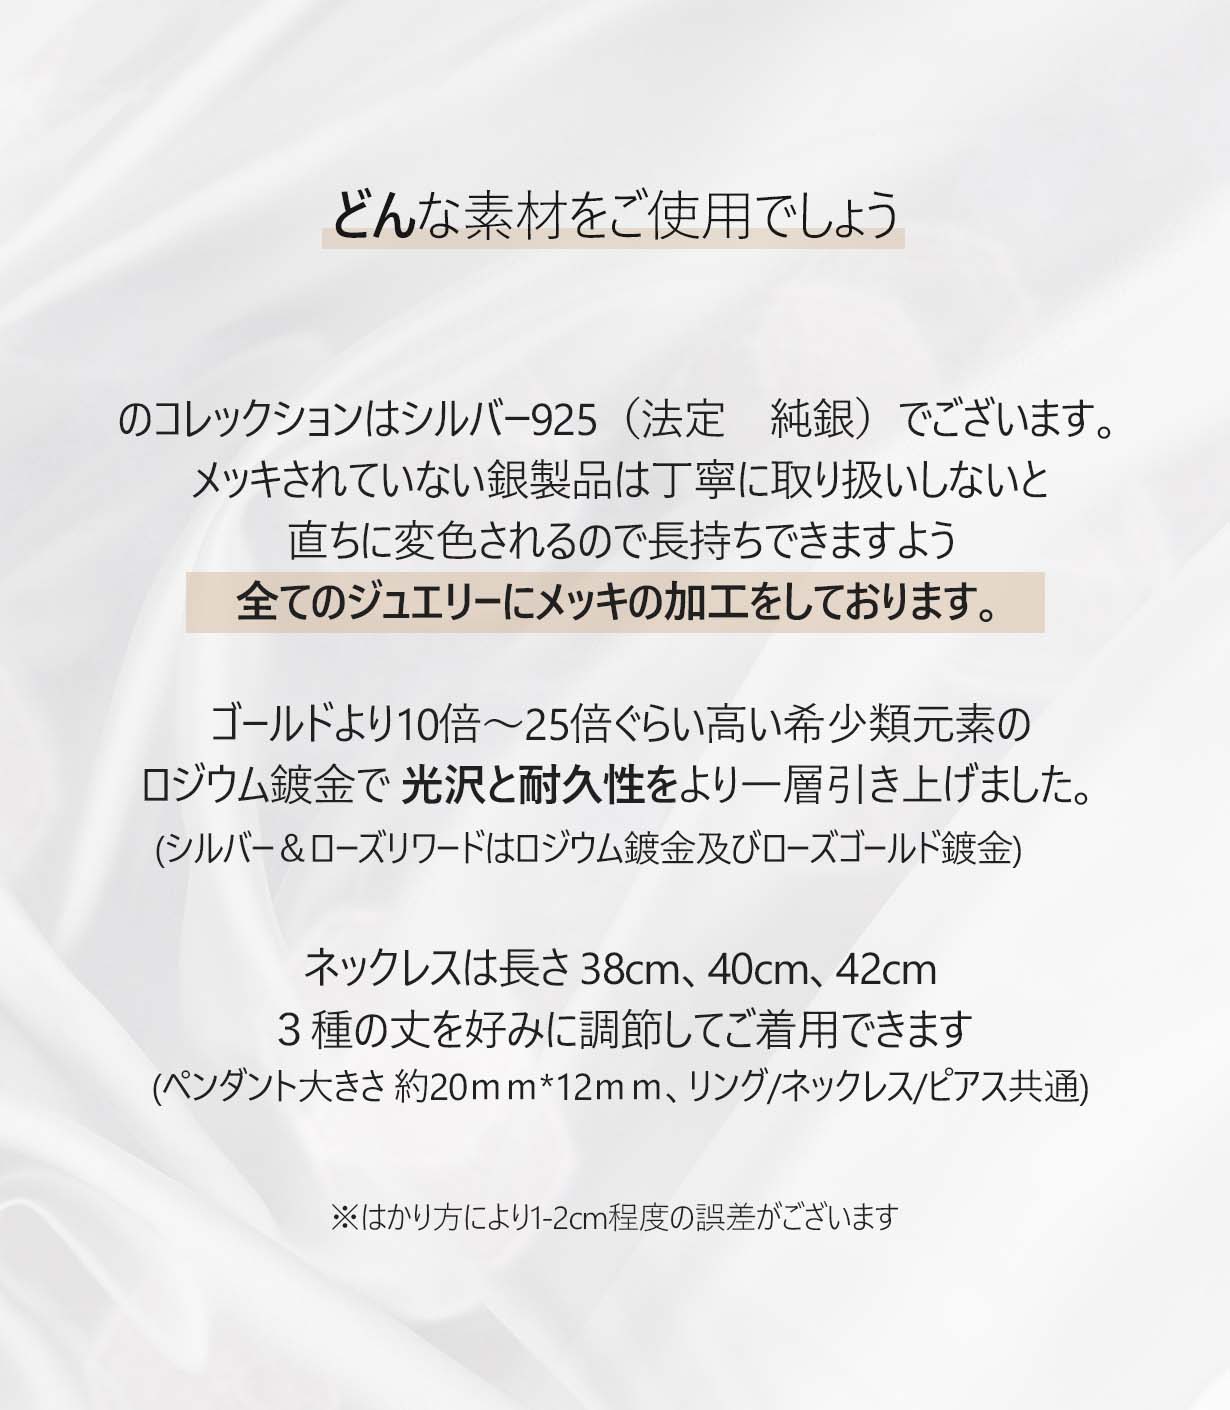 どんな素材をご使用でしょう
のコレックションはシルバー925（法定　純銀）でございます。
メッキされていない銀製品は丁寧に取り扱いしないと
直ちに変色されるので長持ちできますよう
全てのジュエリーにメッキの加工をしております。
ゴールドより10倍～25倍ぐらい高い希少類元素の
ロジウム鍍金で 光沢と耐久性をより一層引き上げました。
(シルバー＆ローズリワードはロジウム鍍金及びローズゴールド鍍金)
ネックレスは長さ 38cm、40cm、42cm
３種の丈を好みに調節してご着用できます
(ペンダント大きさ 約20ｍｍ*12ｍｍ、リング/ネックレス/ピアス共通)
※はかり方により1-2cm程度の誤差がございます